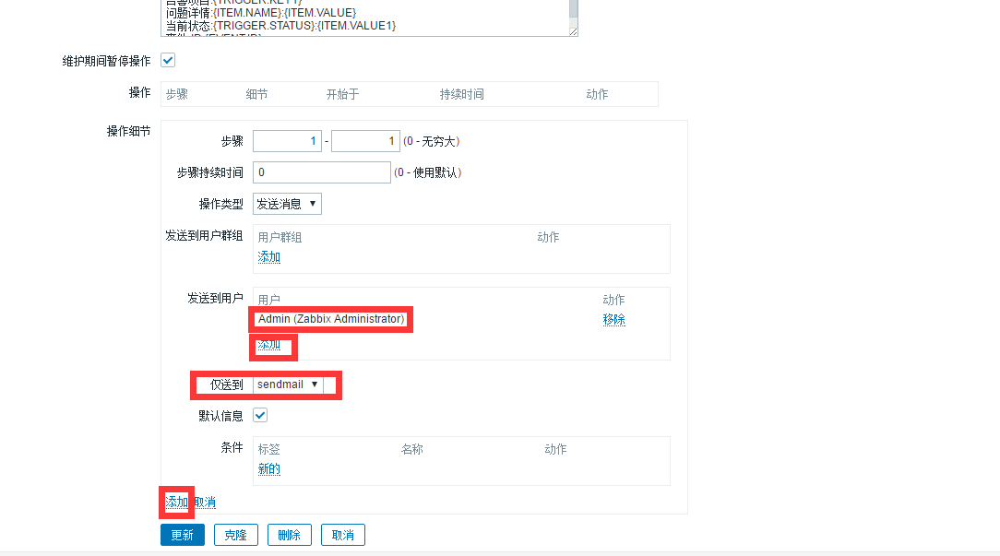 问题详情:{ITEM.NAME}:{ITEM.VALUE}
当前状态:{TRIGGER.STATUS}:{ITEM.VALUE1}
维护期间暂停操作
操作 步骤 细节 开始于 持续时间 动作
操作细节
步骤 1 - 1 (0 - 无穷大)
步骤持续时间 0 (0 - 使用默认)
操作类型 发送消息
发送到用户群组 用户群组 动作
添加
发送到用户 用户 动作
Admin (Zabbix Administrator) 移除
添加
仅送到 sendmail
默认信息
条件 标签 名称 动作
新的
添加 取消
更新 克隆 删除 取消